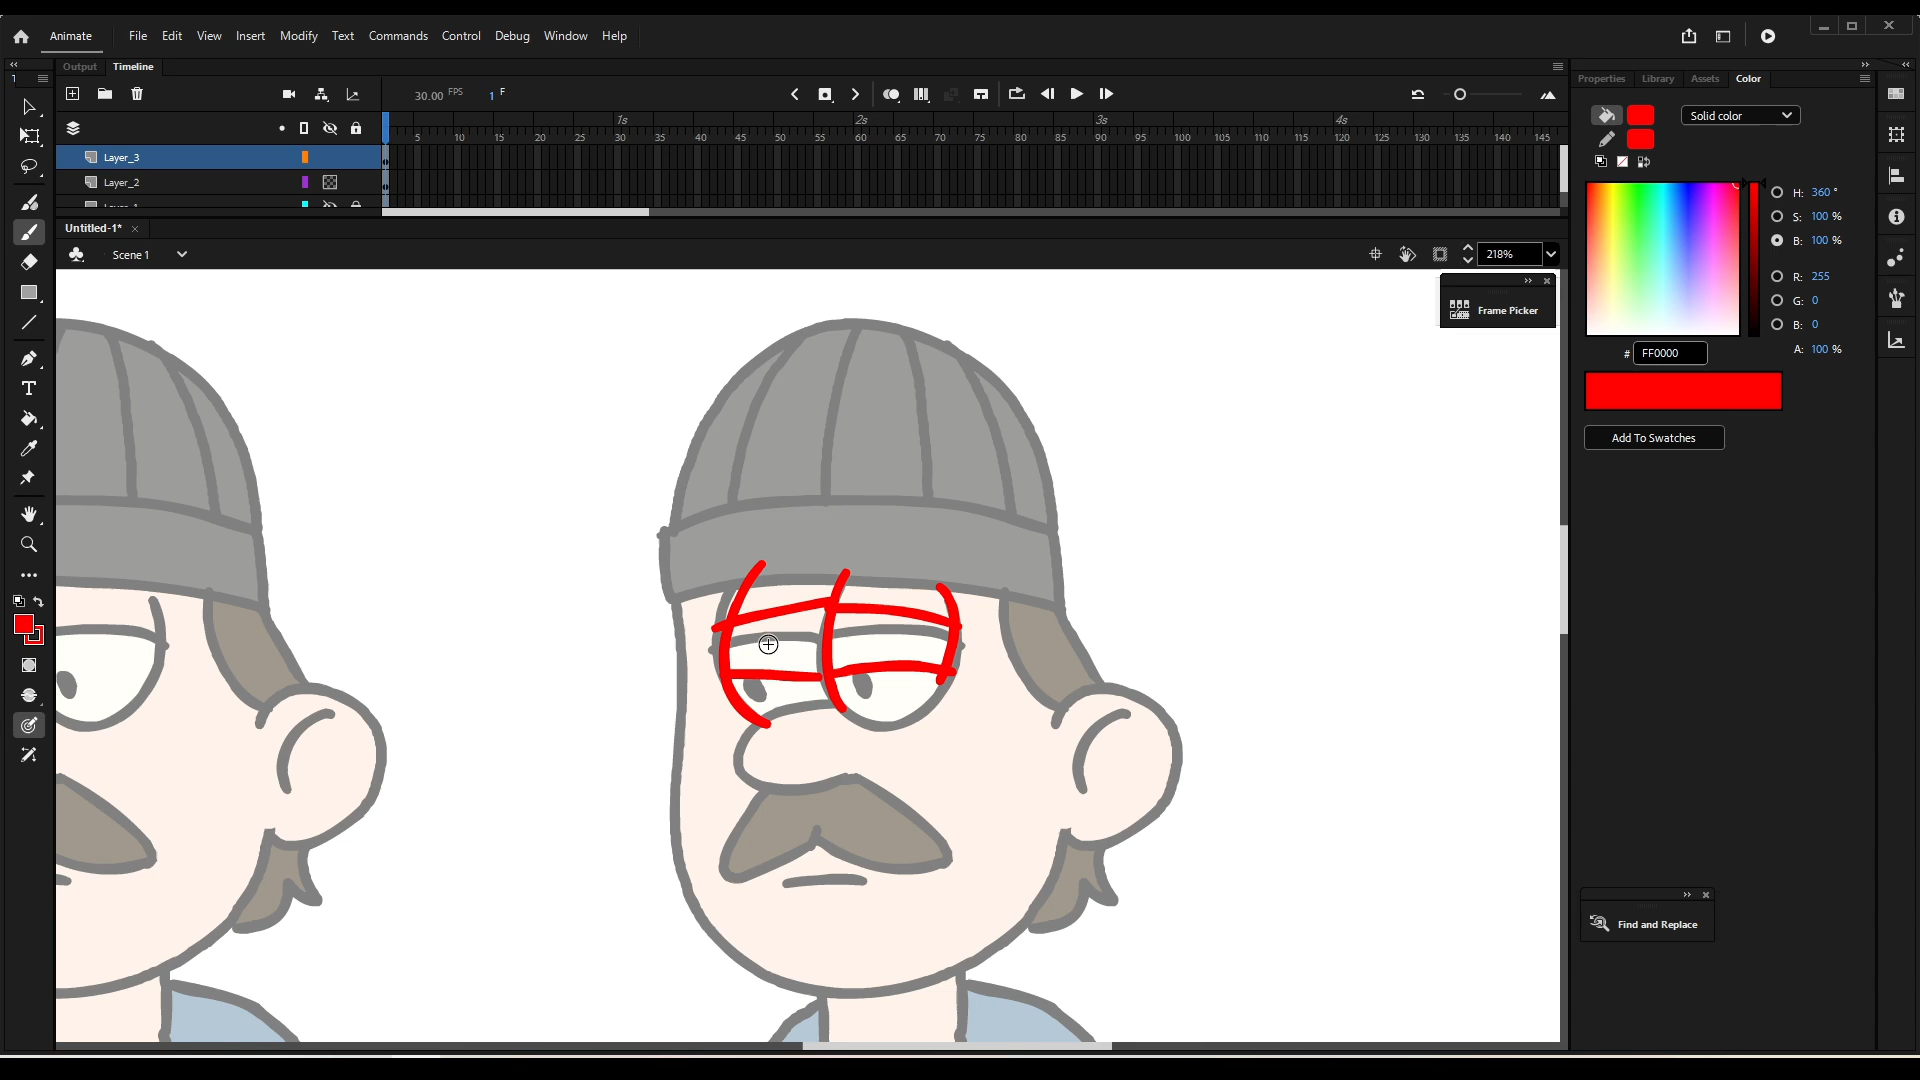 Animate File Edit View Insert Modify Text Commands Control Debug Window Help
Output Timeline
Properties Library Assets Color
30.00 FPS 1 F
Solid color
1s 2s 3s 4s
5 10 15 20 25 30 35 40 45 50 55 60 65 70 75 80 85 90 95 100 105 110 115 120 125 130 135 140 145
Layer_3
Layer_2
Layer_1
H: 360 °
S: 100 %
B: 100 %
R: 255
G: 0
B: 0
A: 100 %
# FF0000
Add To Swatches
Untitled-1*
Scene 1
218%
Frame Picker
Find and Replace